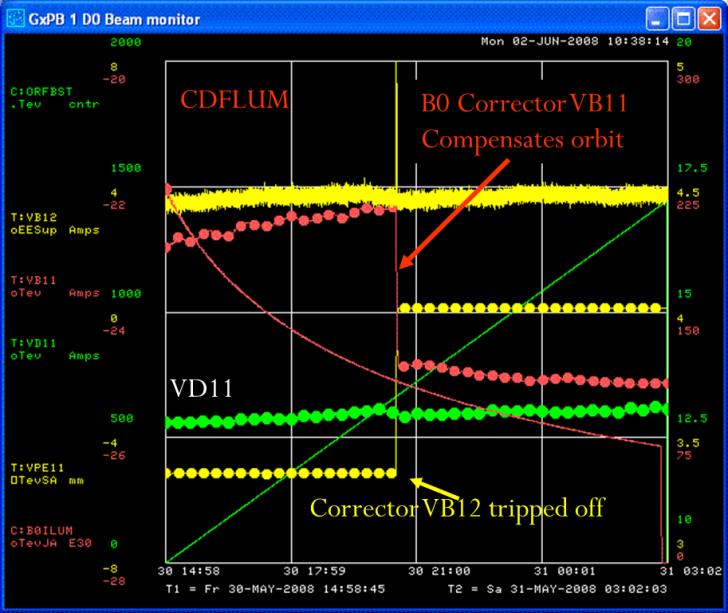 GxPB 1 D0 Beam monitor
Mon 02-JUN-2008 10:38:14
2000
20
8
5
-20
300
C:ORFBST
.Tev cntr
CDFLUM
B0 Corrector VB11
Compensates orbit
1500
17.5
4
4.5
-22
225
T:VB12
oEESup Amps
T:VB11
oTev Amps
1000
15
0
4
-24
150
T:VD11
oTev Amps
VD11
500
12.5
-4
3.5
-26
75
T:VPE11
TevSA mm
Corrector VB12 tripped off
C:B0ILUM
oTevJA E30
0
10
-8
3
-28
0
30 14:58
30 17:59
30 21:00
31 00:01
31 03:02
T1 = Fr 30-MAY-2008 14:58:45
T2 = Sa 31-MAY-2008 03:02:03